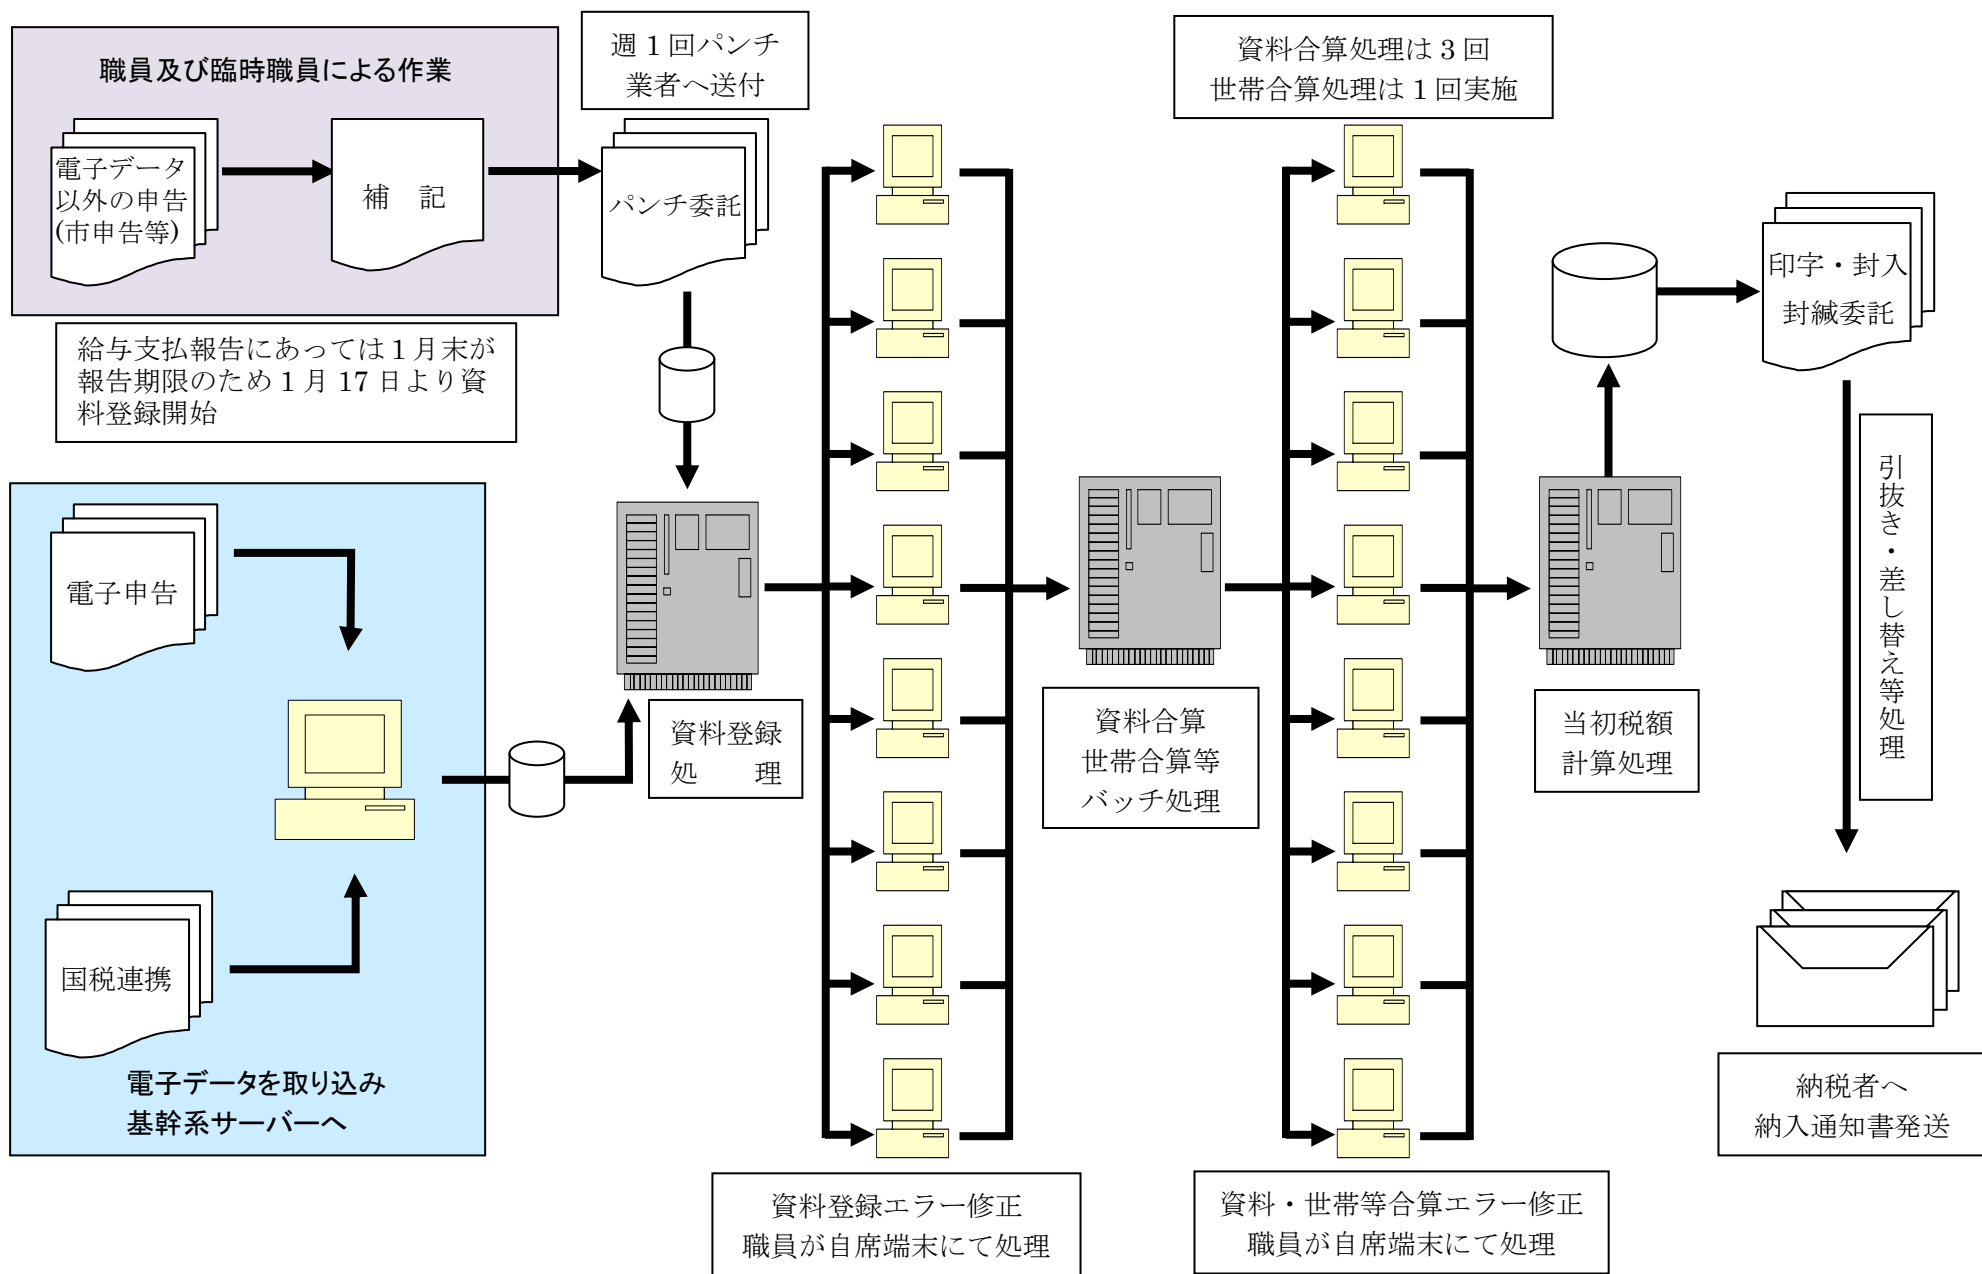 職員及び臨時職員による作業
電子データ
以外の申告
(市申告等)
補　記
週1回パンチ
業者へ送付
パンチ委託
給与支払報告にあっては1月末が
報告期限のため1月17日より資
料登録開始
電子申告
国税連携
電子データを取り込み
基幹系サーバーへ
資料登録
処　　理
資料登録エラー修正
職員が自席端末にて処理
資料合算
世帯合算等
バッチ処理
資料合算処理は3回
世帯合算処理は1回実施
資料・世帯等合算エラー修正
職員が自席端末にて処理
当初税額
計算処理
印字・封入
封緘委託
引抜き・差し替え等処理
納税者へ
納入通知書発送